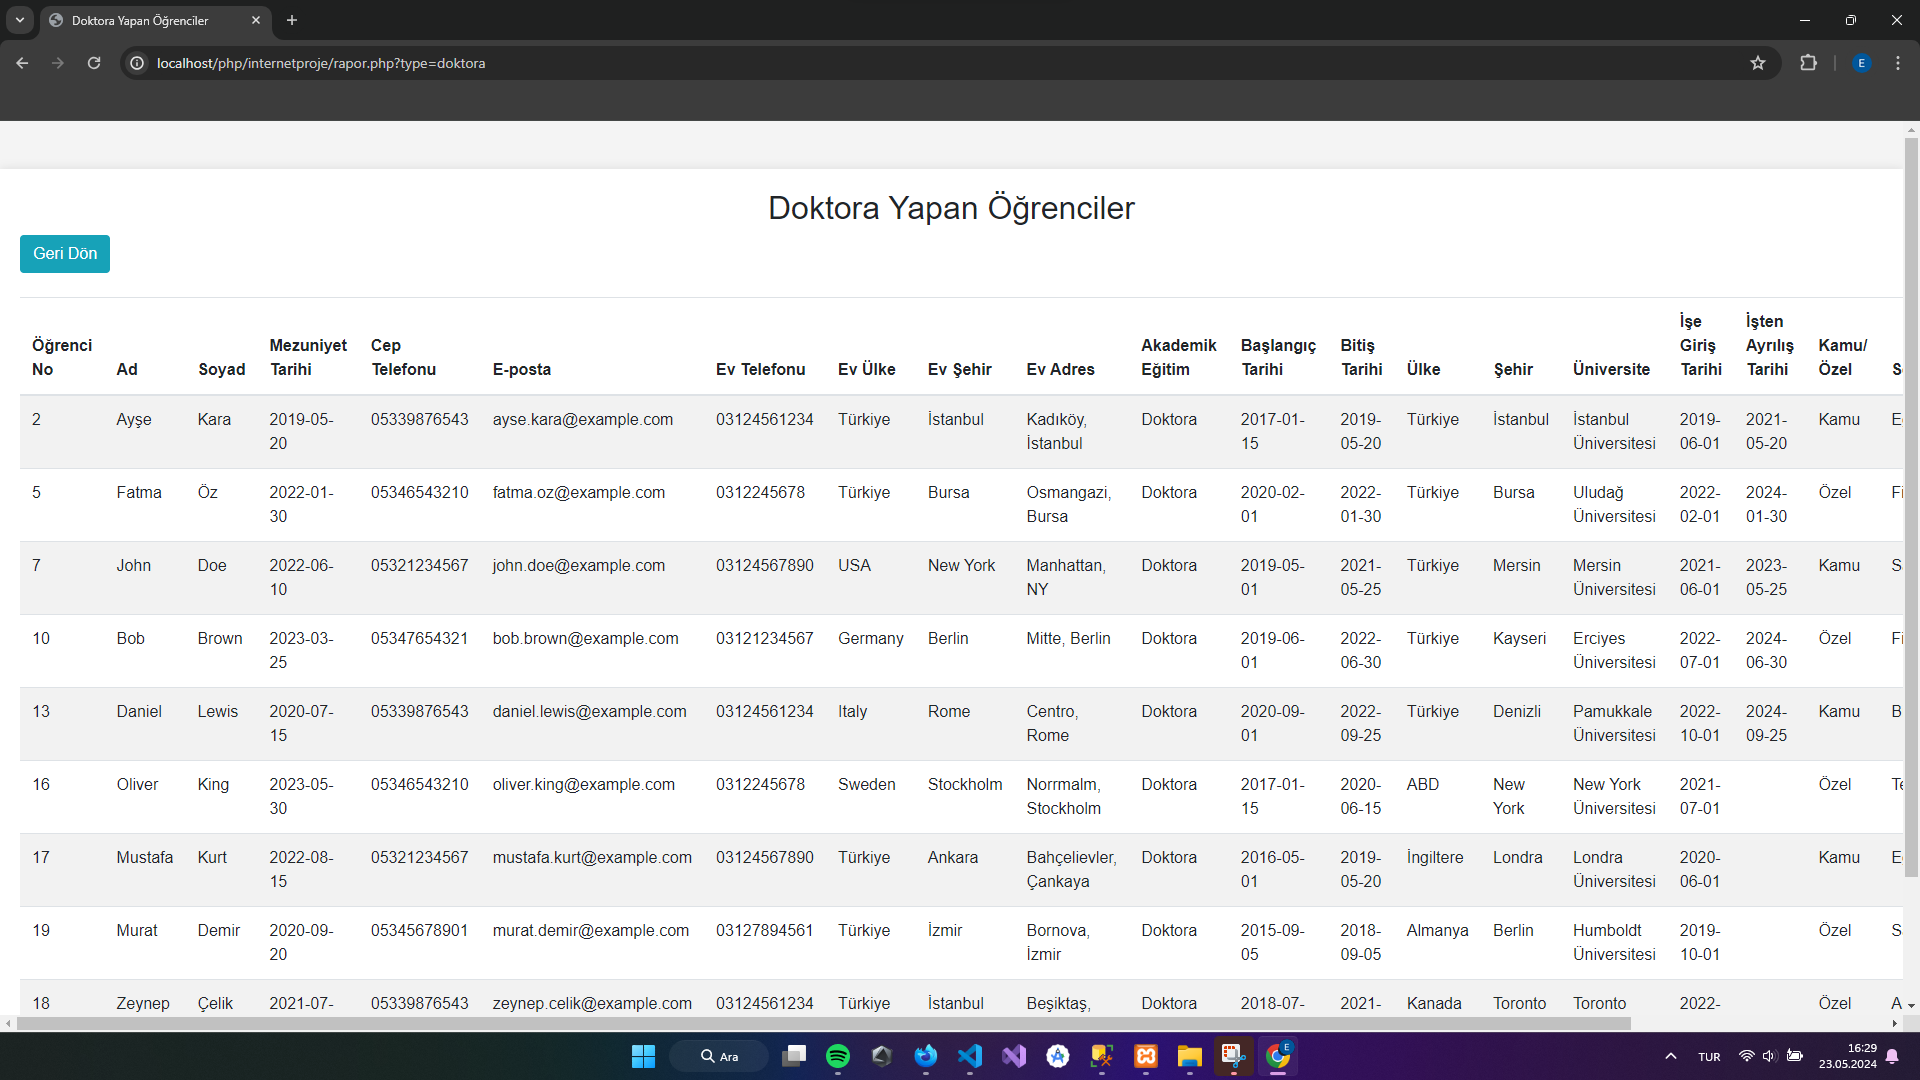 Doktora Yapan Öğrenciler
localhost/php/internetproje/rapor.php?type=doktora
E
Doktora Yapan Öğrenciler
Geri Dön
Öğrenci No Ad Soyad Mezuniyet Tarihi Cep Telefonu E-posta Ev Telefonu Ev Ülke Ev Şehir Ev Adres Akademik Eğitim Başlangıç Tarihi Bitiş Tarihi Ülke Şehir Üniversite İşe Giriş Tarihi İşten Ayrılış Tarihi Kamu/ Özel
2 Ayşe Kara 2019-05-20 05339876543 ayse.kara@example.com 03124561234 Türkiye İstanbul Kadıköy, İstanbul Doktora 2017-01-15 2019-05-20 Türkiye İstanbul İstanbul Üniversitesi 2019-06-01 2021-05-20 Kamu
5 Fatma Öz 2022-01-30 05346543210 fatma.oz@example.com 0312245678 Türkiye Bursa Osmangazi, Bursa Doktora 2020-02-01 2022-01-30 Türkiye Bursa Uludağ Üniversitesi 2022-02-01 2024-01-30 Özel
7 John Doe 2022-06-10 05321234567 john.doe@example.com 03124567890 USA New York Manhattan, NY Doktora 2019-05-01 2021-05-25 Türkiye Mersin Mersin Üniversitesi 2021-06-01 2023-05-25 Kamu
10 Bob Brown 2023-03-25 05347654321 bob.brown@example.com 03121234567 Germany Berlin Mitte, Berlin Doktora 2019-06-01 2022-06-30 Türkiye Kayseri Erciyes Üniversitesi 2022-07-01 2024-06-30 Özel
13 Daniel Lewis 2020-07-15 05339876543 daniel.lewis@example.com 03124561234 Italy Rome Centro, Rome Doktora 2020-09-01 2022-09-25 Türkiye Denizli Pamukkale Üniversitesi 2022-10-01 2024-09-25 Kamu
16 Oliver King 2023-05-30 05346543210 oliver.king@example.com 0312245678 Sweden Stockholm Norrmalm, Stockholm Doktora 2017-01-15 2020-06-15 ABD New York New York Üniversitesi 2021-07-01 Özel
17 Mustafa Kurt 2022-08-15 05321234567 mustafa.kurt@example.com 03124567890 Türkiye Ankara Bahçelievler, Çankaya Doktora 2016-05-01 2019-05-20 İngiltere Londra Londra Üniversitesi 2020-06-01 Kamu
19 Murat Demir 2020-09-20 05345678901 murat.demir@example.com 03127894561 Türkiye İzmir Bornova, İzmir Doktora 2015-09-05 2018-09-05 Almanya Berlin Humboldt Üniversitesi 2019-10-01 Özel
18 Zeynep Çelik 2021-07- 05339876543 zeynep.celik@example.com 03124561234 Türkiye İstanbul Beşiktaş, Doktora 2018-07- 2021- Kanada Toronto Toronto 2022- Özel
Ara
E
TUR
16:29
23.05.2024